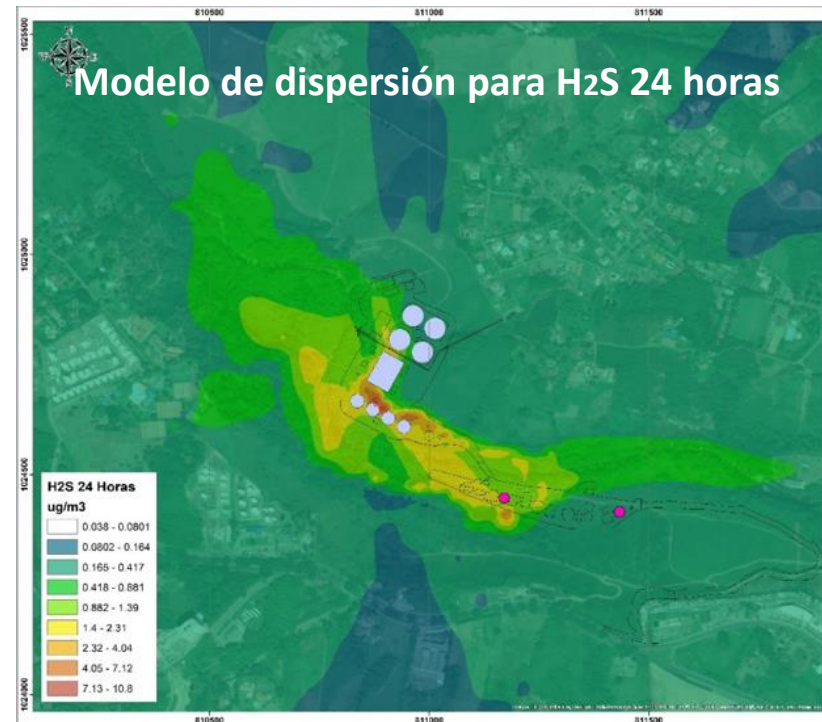 810500 811000 811500
1025500
Modelo de dispersión para H2S 24 horas
1025000
1024500
H2S 24 Horas
ug/m3
0.038 - 0.0801
0.0802 - 0.164
0.165 - 0.417
0.418 - 0.881
0.882 - 1.39
1.4 - 2.31
2.32 - 4.04
4.05 - 7.12
7.13 - 10.8
1024000
810500 811000 811500